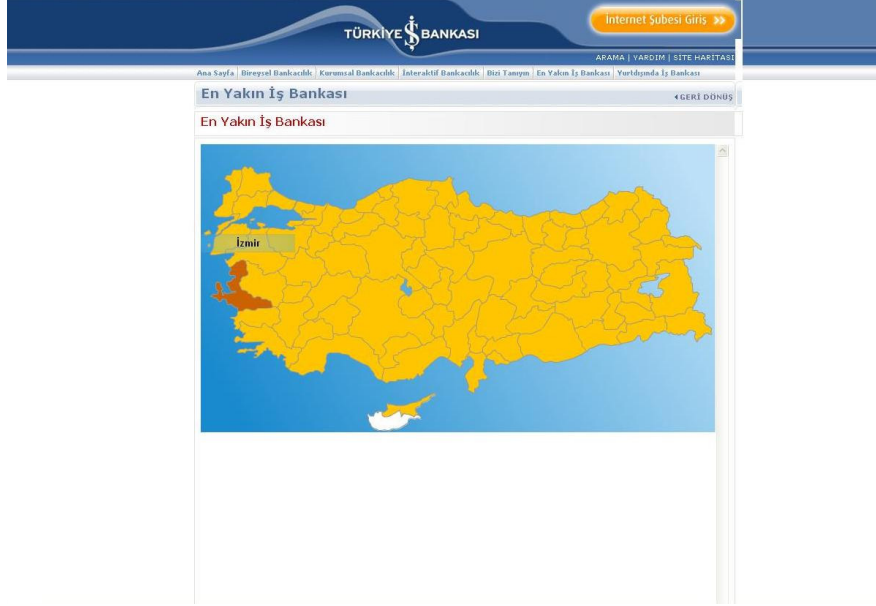 Internet Şubesi Giriş
TÜRKİYE İŞ BANKASI
ARAMA | YARDIM | SİTE HARİTASI
Ana Sayfa | Bireysel Bankacılık | Kurumsal Bankacılık | İnteraktif Bankacılık | Bizi Tanıyın | En Yakın İş Bankası | Yurtdışında İş Bankası
En Yakın İş Bankası
GERİ DÖNÜŞ
En Yakın İş Bankası
İzmir